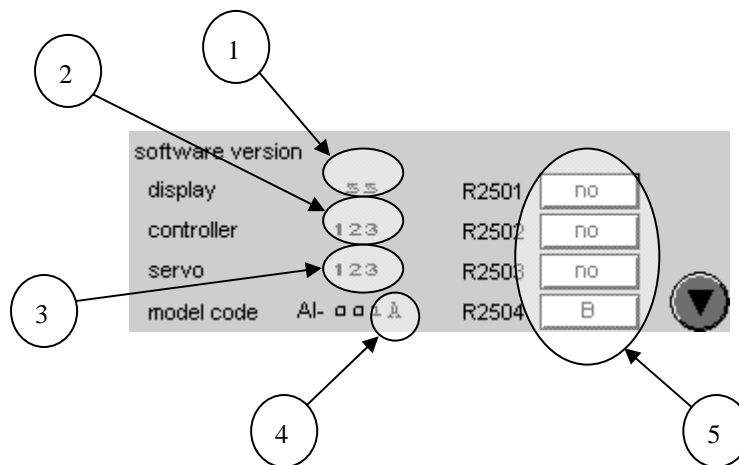 1
2
software version
display 55 R2501 no
controller 123 R2502 no
servo 123 R2503 no
model code AI- 001A R2504 B
3
4
5